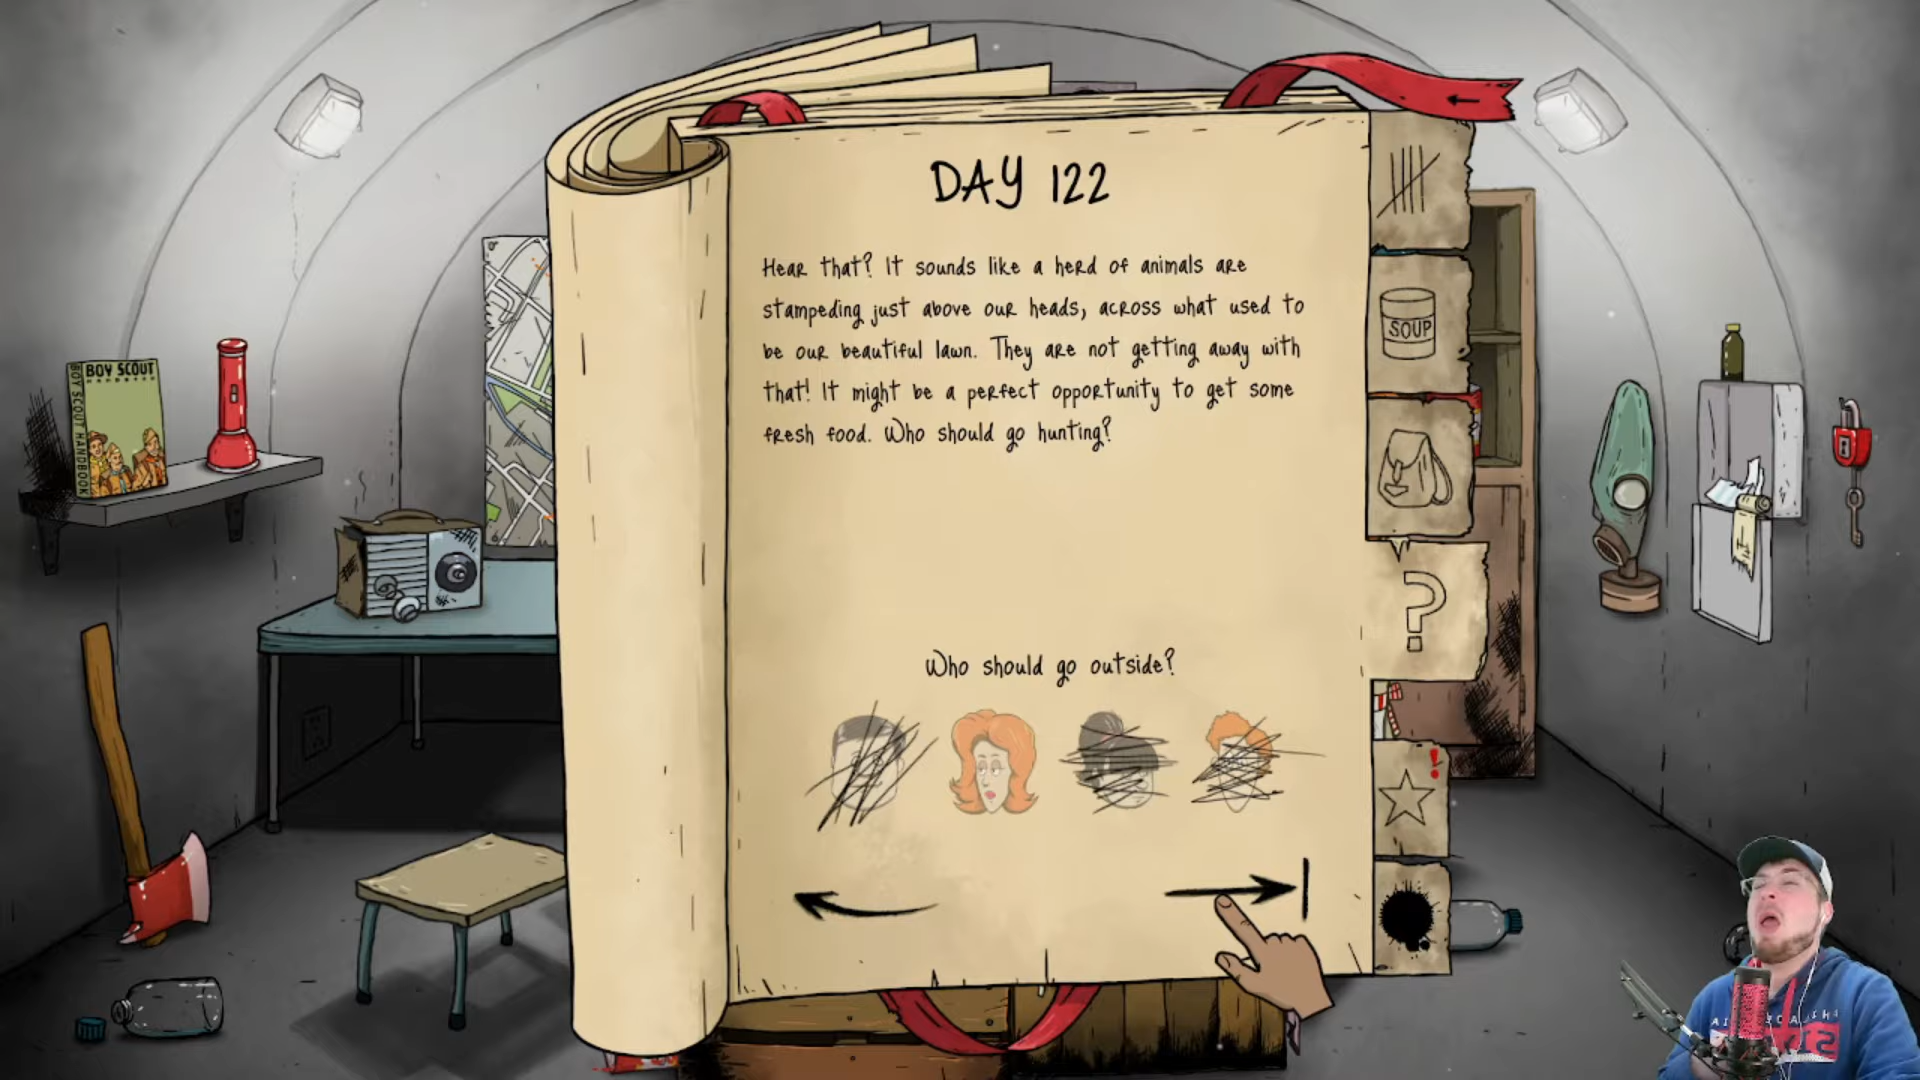 DAY 122
Hear that? It sounds like a herd of animals are
stampeding just above our heads, across what used to
be our beautiful lawn. They are not getting away with
that! It might be a perfect opportunity to get some
fresh food. Who should go hunting?
Who should go outside?
SOUP
?
!
BOY SCOUT
HANDBOOK
BOY SCOUT HANDBOOK